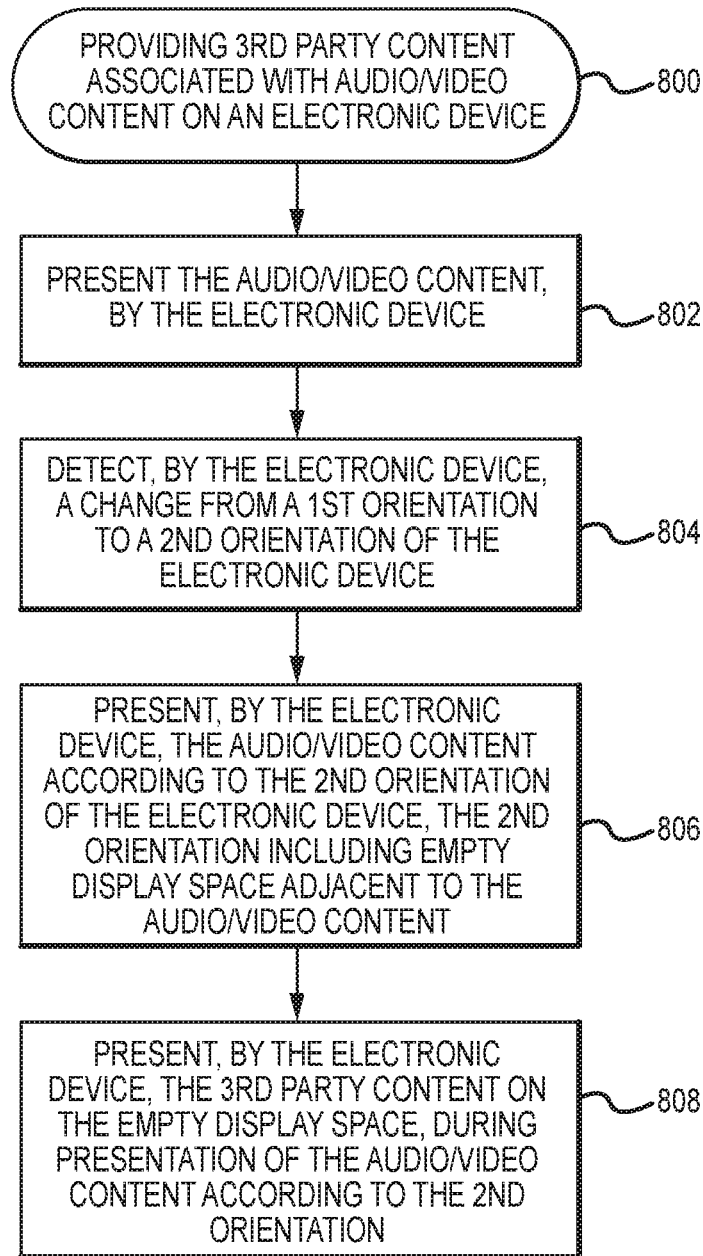 PROVIDING 3RD PARTY CONTENT
ASSOCIATED WITH AUDIO/VIDEO
CONTENT ON AN ELECTRONIC DEVICE
800
PRESENT THE AUDIO/VIDEO CONTENT,
BY THE ELECTRONIC DEVICE
802
DETECT, BY THE ELECTRONIC DEVICE,
A CHANGE FROM A 1ST ORIENTATION
TO A 2ND ORIENTATION OF THE
ELECTRONIC DEVICE
804
PRESENT, BY THE ELECTRONIC
DEVICE, THE AUDIO/VIDEO CONTENT
ACCORDING TO THE 2ND ORIENTATION
OF THE ELECTRONIC DEVICE, THE 2ND
ORIENTATION INCLUDING EMPTY
DISPLAY SPACE ADJACENT TO THE
AUDIO/VIDEO CONTENT
806
PRESENT, BY THE ELECTRONIC
DEVICE, THE 3RD PARTY CONTENT ON
THE EMPTY DISPLAY SPACE, DURING
PRESENTATION OF THE AUDIO/VIDEO
CONTENT ACCORDING TO THE 2ND
ORIENTATION
808